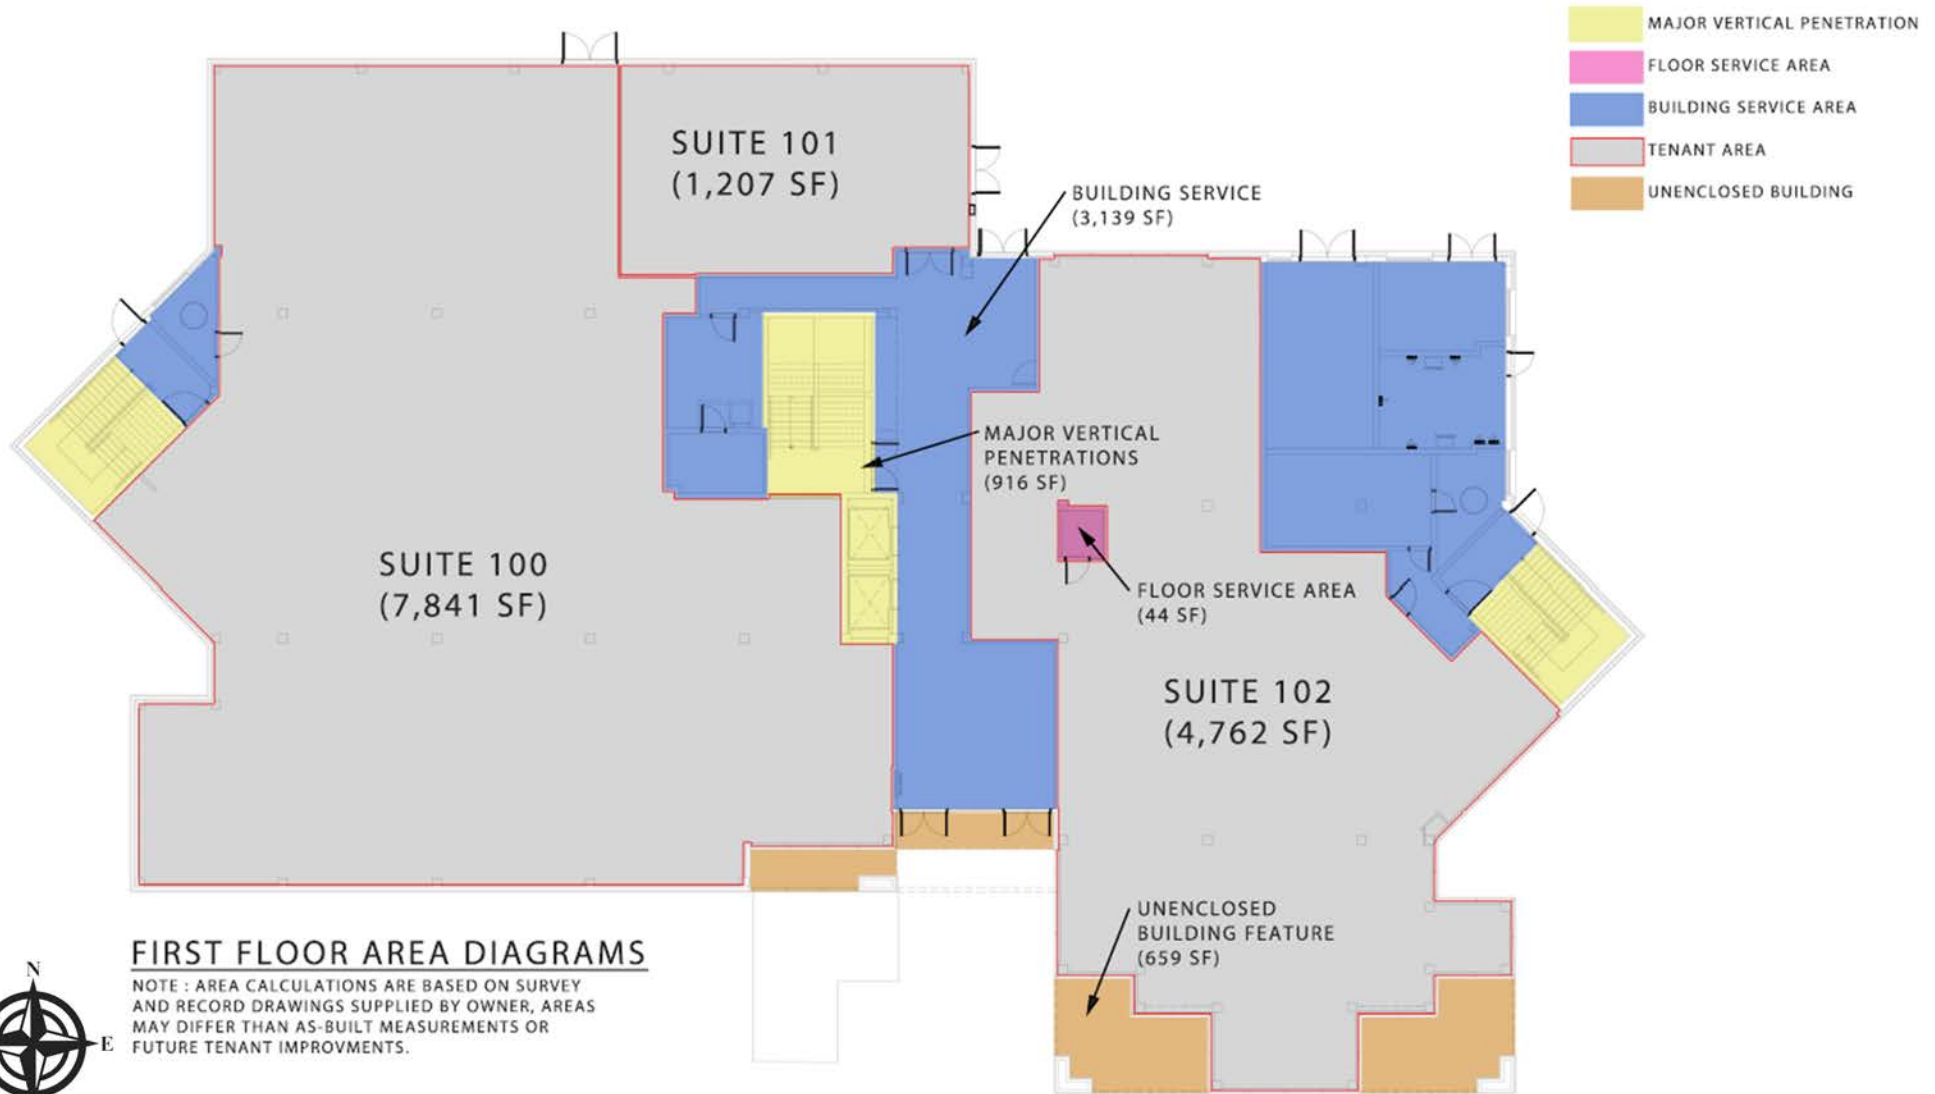 MAJOR VERTICAL PENETRATION
FLOOR SERVICE AREA
BUILDING SERVICE AREA
TENANT AREA
UNENCLOSED BUILDING
SUITE 101
(1,207 SF)
BUILDING SERVICE
(3,139 SF)
MAJOR VERTICAL
PENETRATIONS
(916 SF)
SUITE 100
(7,841 SF)
FLOOR SERVICE AREA
(44 SF)
SUITE 102
(4,762 SF)
UNENCLOSED
BUILDING FEATURE
(659 SF)
FIRST FLOOR AREA DIAGRAMS
NOTE : AREA CALCULATIONS ARE BASED ON SURVEY
AND RECORD DRAWINGS SUPPLIED BY OWNER, AREAS
MAY DIFFER THAN AS-BUILT MEASUREMENTS OR
FUTURE TENANT IMPROVMENTS.
N
E